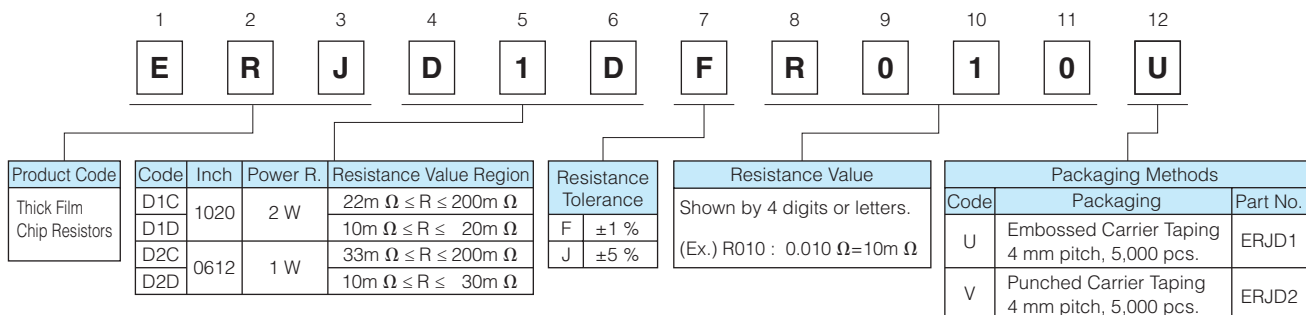 1 2 3 4 5 6 7 8 9 10 11 12
E R J D 1 D F R 0 1 0 U
Product Code
Thick Film
Chip Resistors
Code Inch Power R. Resistance Value Region
D1C 1020 2 W 22m Ω ≤ R ≤ 200m Ω
D1D 10m Ω ≤ R ≤ 20m Ω
D2C 0612 1 W 33m Ω ≤ R ≤ 200m Ω
D2D 10m Ω ≤ R ≤ 30m Ω
Resistance
Tolerance
F ±1 %
J ±5 %
Resistance Value
Shown by 4 digits or letters.
(Ex.) R010 : 0.010 Ω=10m Ω
Packaging Methods
Code Packaging Part No.
U Embossed Carrier Taping
4 mm pitch, 5,000 pcs. ERJD1
V Punched Carrier Taping
4 mm pitch, 5,000 pcs. ERJD2